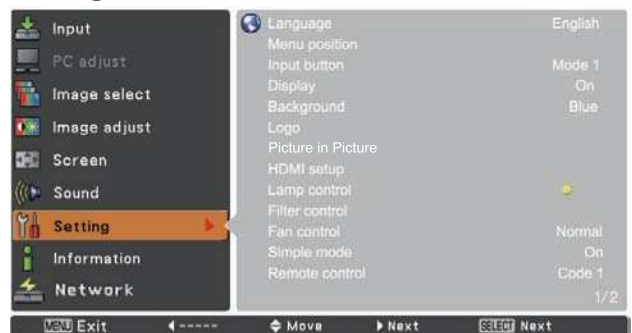 Input
PC adjust
Image select
Image adjust
Screen
Sound
Setting
Information
Network
Language English
Menu position
Input button Mode 1
Display On
Background Blue
Logo
Picture in Picture
HDMI setup
Lamp control
Filter control
Fan control Normal
Simple mode On
Remote control Code 1
1/2
MENU Exit ----- Move Next SELECT Next